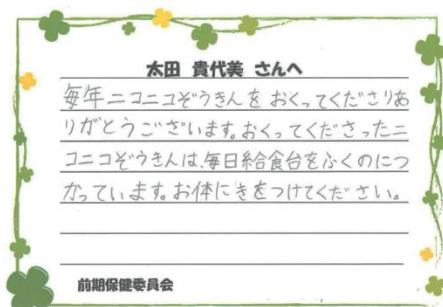 太田 貴代美 さんへ
毎年ニコニコぞうきんを おくってくださりあ
りがとうございます。おくってくださったニ
コニコぞうきんは、毎日給食台をふくのにつ
かっています。お体にきをつけてください。
前期保健委員会